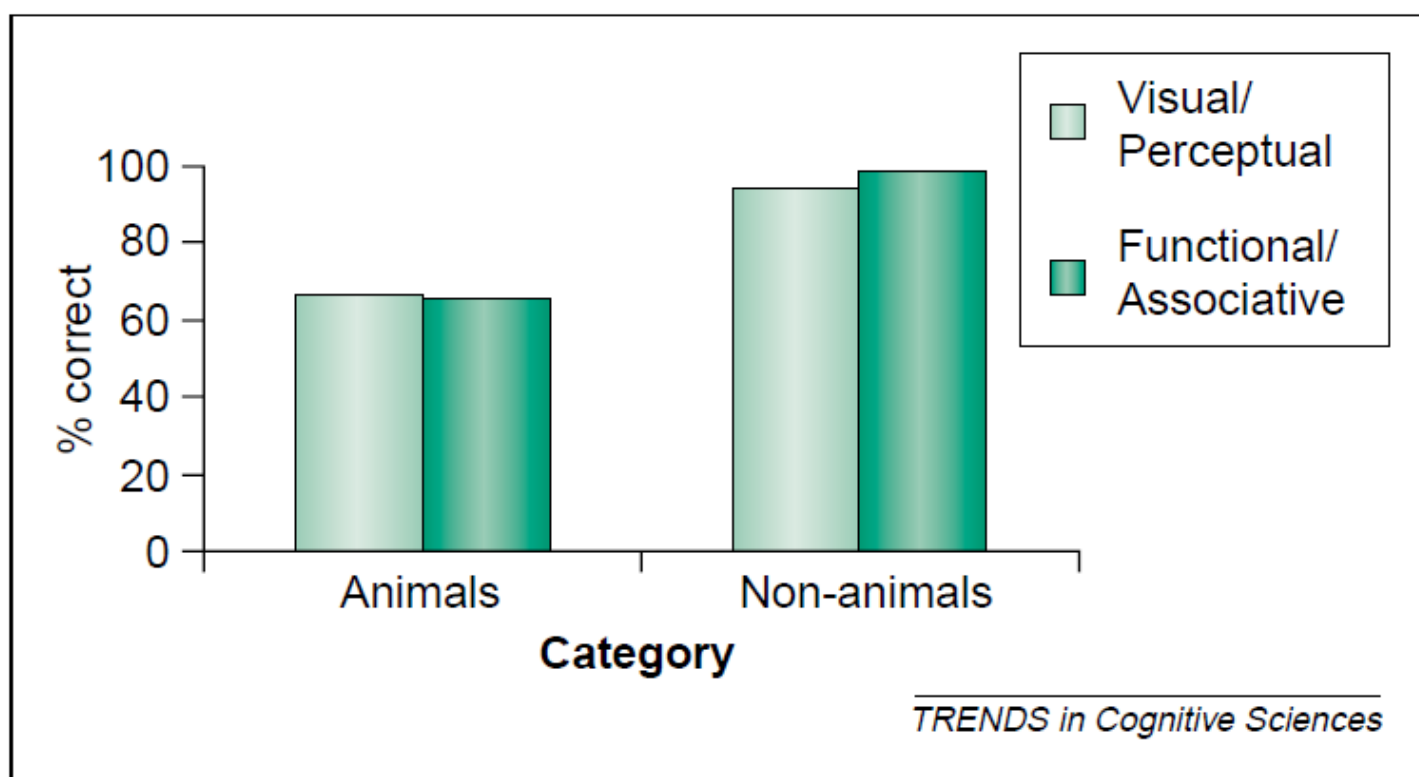 Visual/
Perceptual
Functional/
Associative
100
80
60
40
20
0
% correct
Animals
Non-animals
Category
TRENDS in Cognitive Sciences